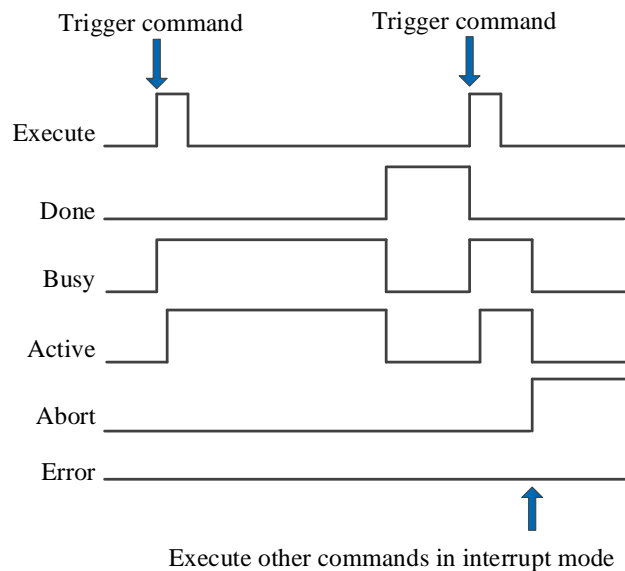 Trigger command Trigger command
Execute
Done
Busy
Active
Abort
Error
Execute other commands in interrupt mode